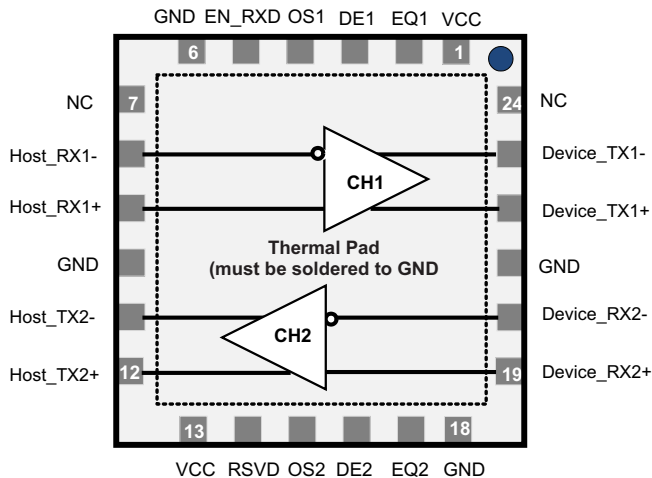 GND EN_RXD OS1 DE1 EQ1 VCC
6 1
NC 7 24 NC
Host_RX1- Device_TX1-
CH1
Host_RX1+ Device_TX1+
Thermal Pad
(must be soldered to GND
GND GND
Host_TX2- Device_RX2-
CH2
Host_TX2+ 12 19 Device_RX2+
13 18
VCC RSVD OS2 DE2 EQ2 GND